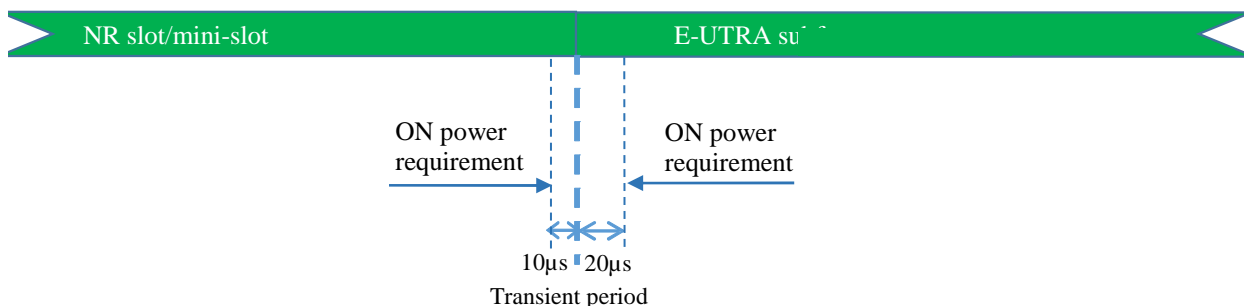 NR slot/mini-slot
E-UTRA
ON power
requirement
ON power
requirement
10µs
20µs
Transient period